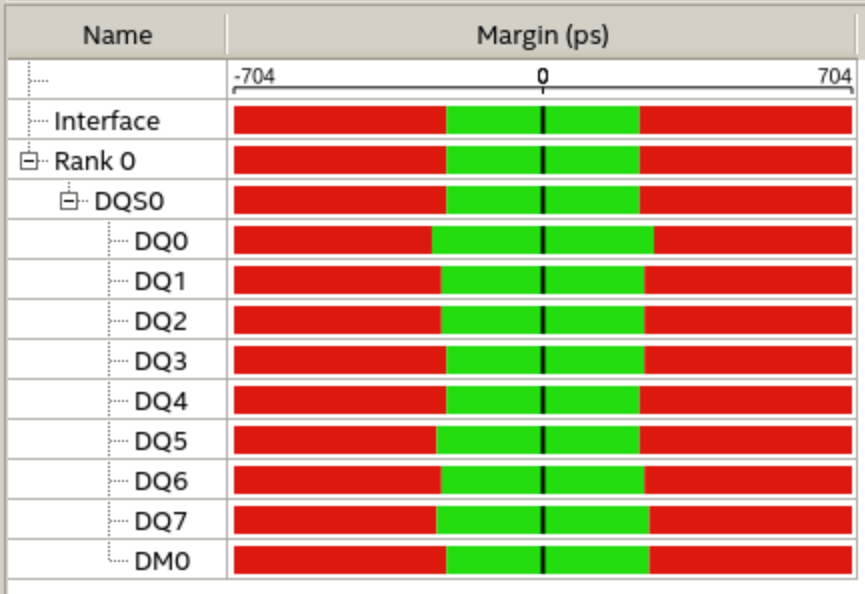 Name Margin (ps)
-704 0 704
Interface
Rank 0
DQS0
DQ0
DQ1
DQ2
DQ3
DQ4
DQ5
DQ6
DQ7
DM0